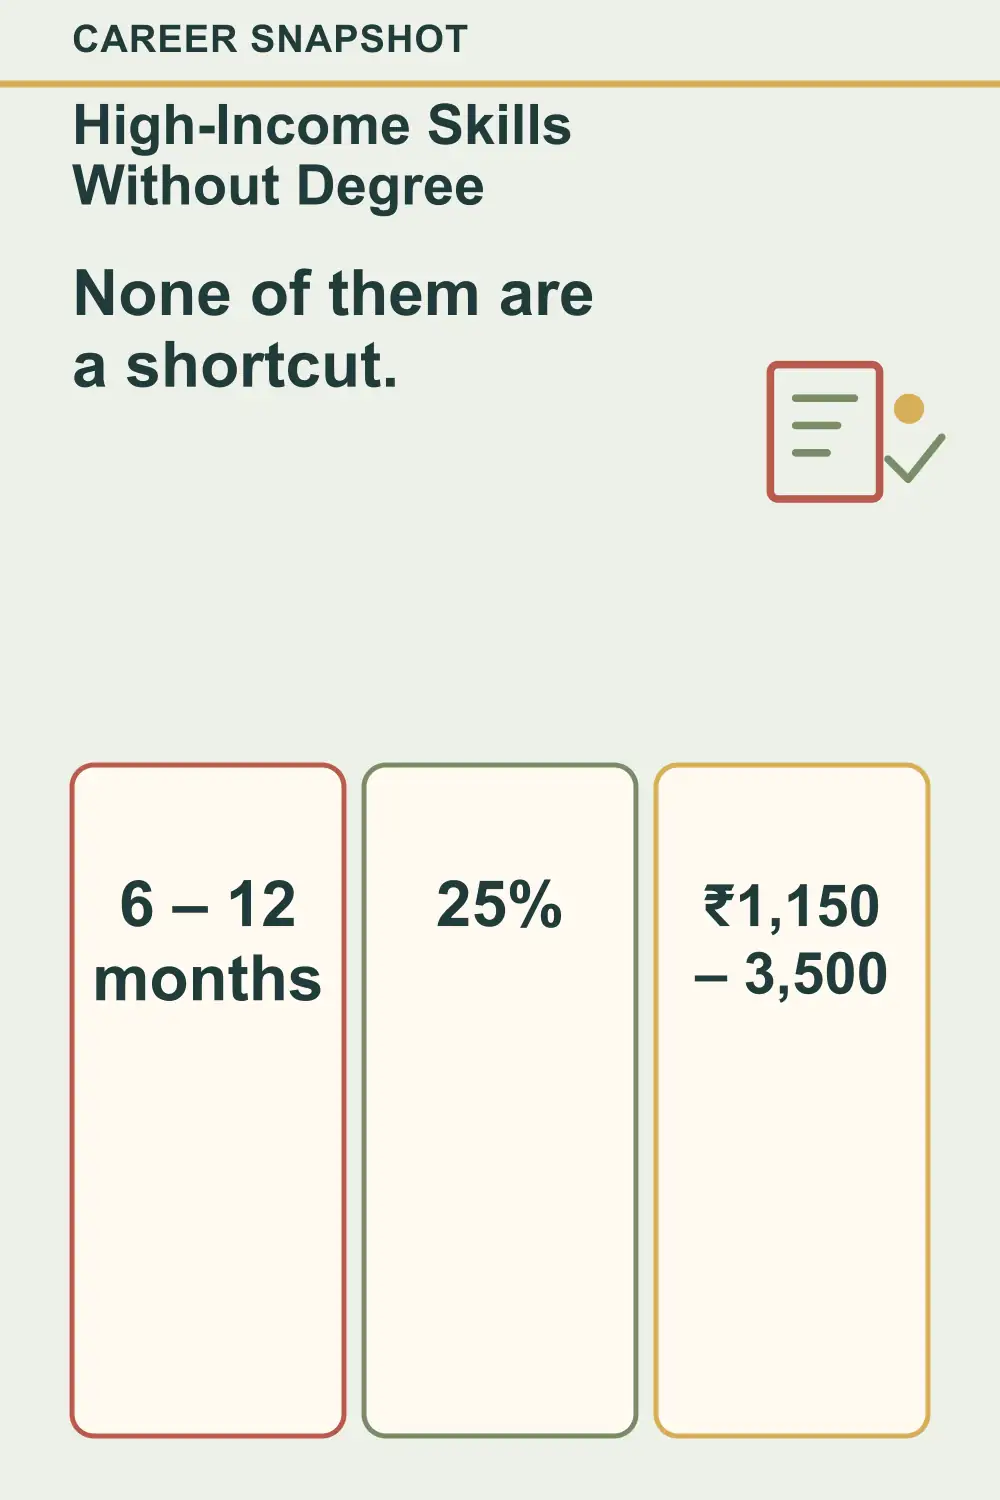 CAREER SNAPSHOT
High-Income Skills
Without Degree
None of them are
a shortcut.
6 – 12
months
25%
₹1,150
– 3,500